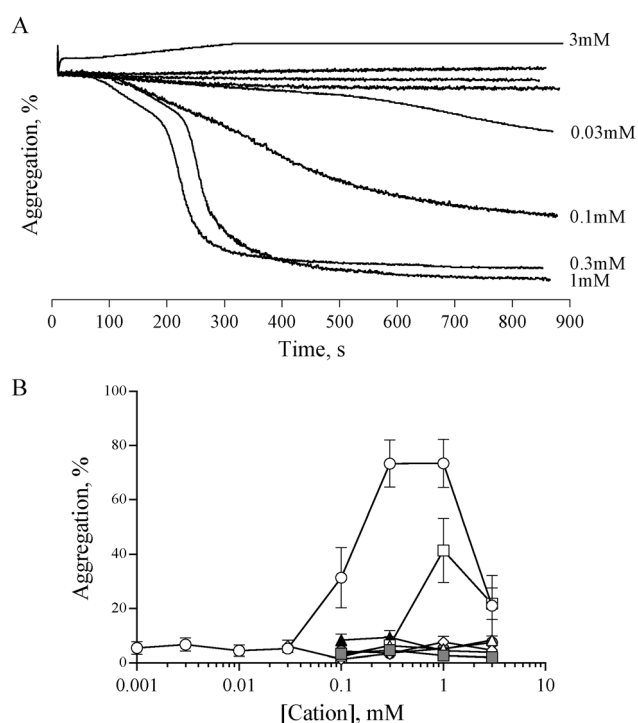 A
3mM
0.03mM
0.1mM
0.3mM
1mM
Aggregation, %
0 100 200 300 400 500 600 700 800 900
Time, s
B
100
80
60
40
20
0
Aggregation, %
0.001 0.01 0.1 1 10
[Cation], mM